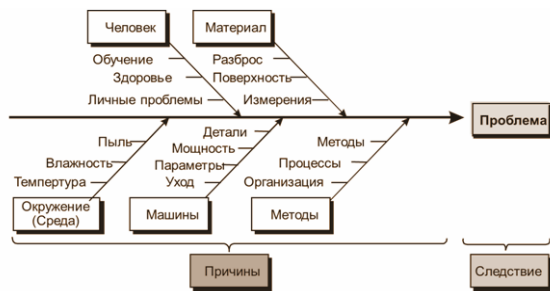 Человек
Материал
Обучение
Здоровье
Личные проблемы
Разброс
Поверхность
Измерения
Проблема
Пыль
Влажность
Темпертура
Детали
Мощность
Параметры
Уход
Методы
Процессы
Организация
Окружение
(Среда)
Машины
Методы
Причины
Следствие